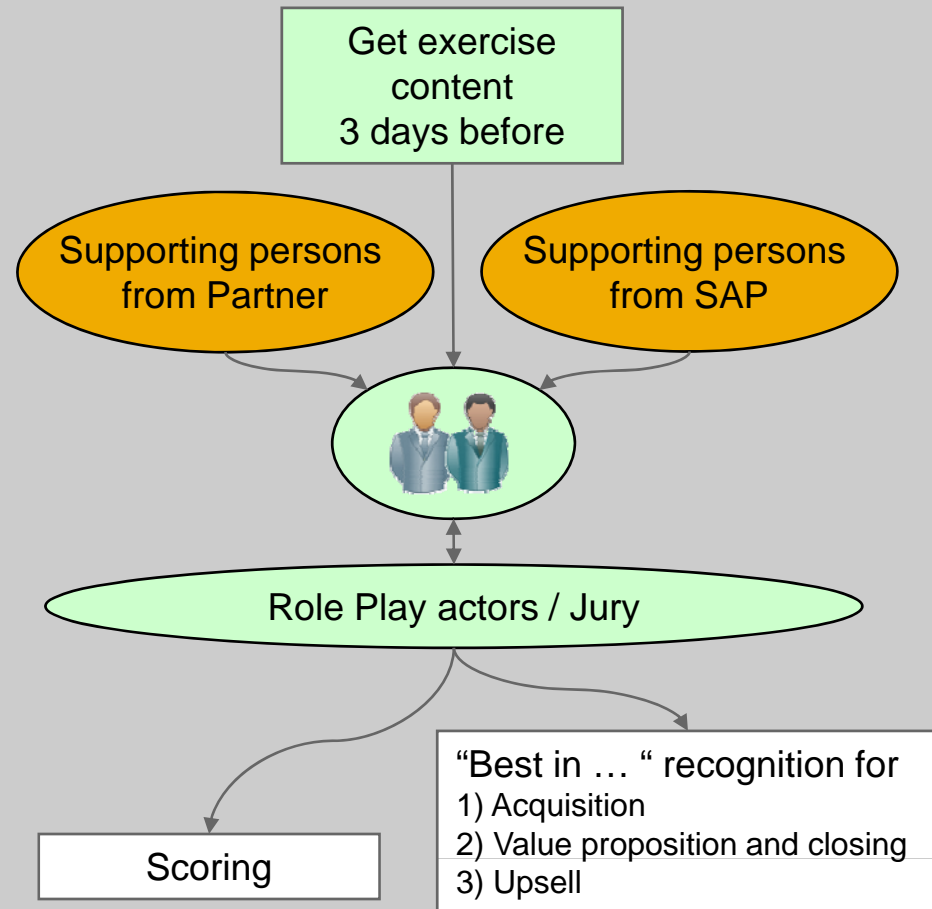 Get exercise
content
3 days before
Supporting persons
from Partner
Supporting persons
from SAP
Role Play actors / Jury
Scoring
“Best in … “ recognition for
1) Acquisition
2) Value proposition and closing
3) Upsell